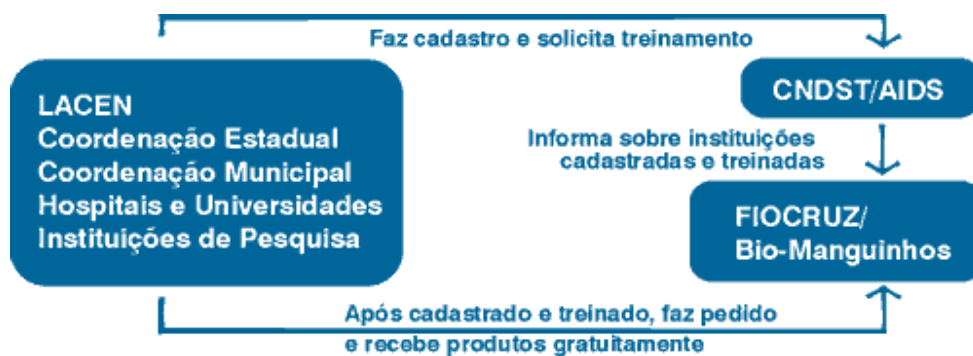 Faz cadastro e solicita treinamento
LACEN
Coordenação Estadual
Coordenação Municipal
Hospitais e Universidades
Instituições de Pesquisa
CNDST/AIDS
Informa sobre instituições
cadastradas e treinadas
FIOCRUZ/
Bio-Manguinhos
Após cadastrado e treinado, faz pedido
e recebe produtos gratuitamente